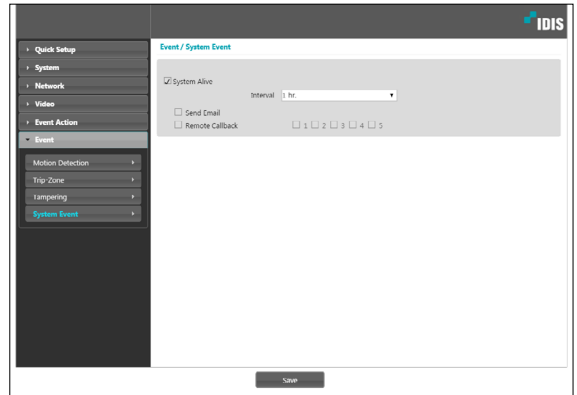 IDIS
Quick Setup
System
Network
Video
Event Action
Event
Motion Detection
Trip-Zone
Tampering
System Event
Event / System Event
System Alive
Interval 1 hr.
Send Email
Remote Callback 1 2 3 4 5
Save